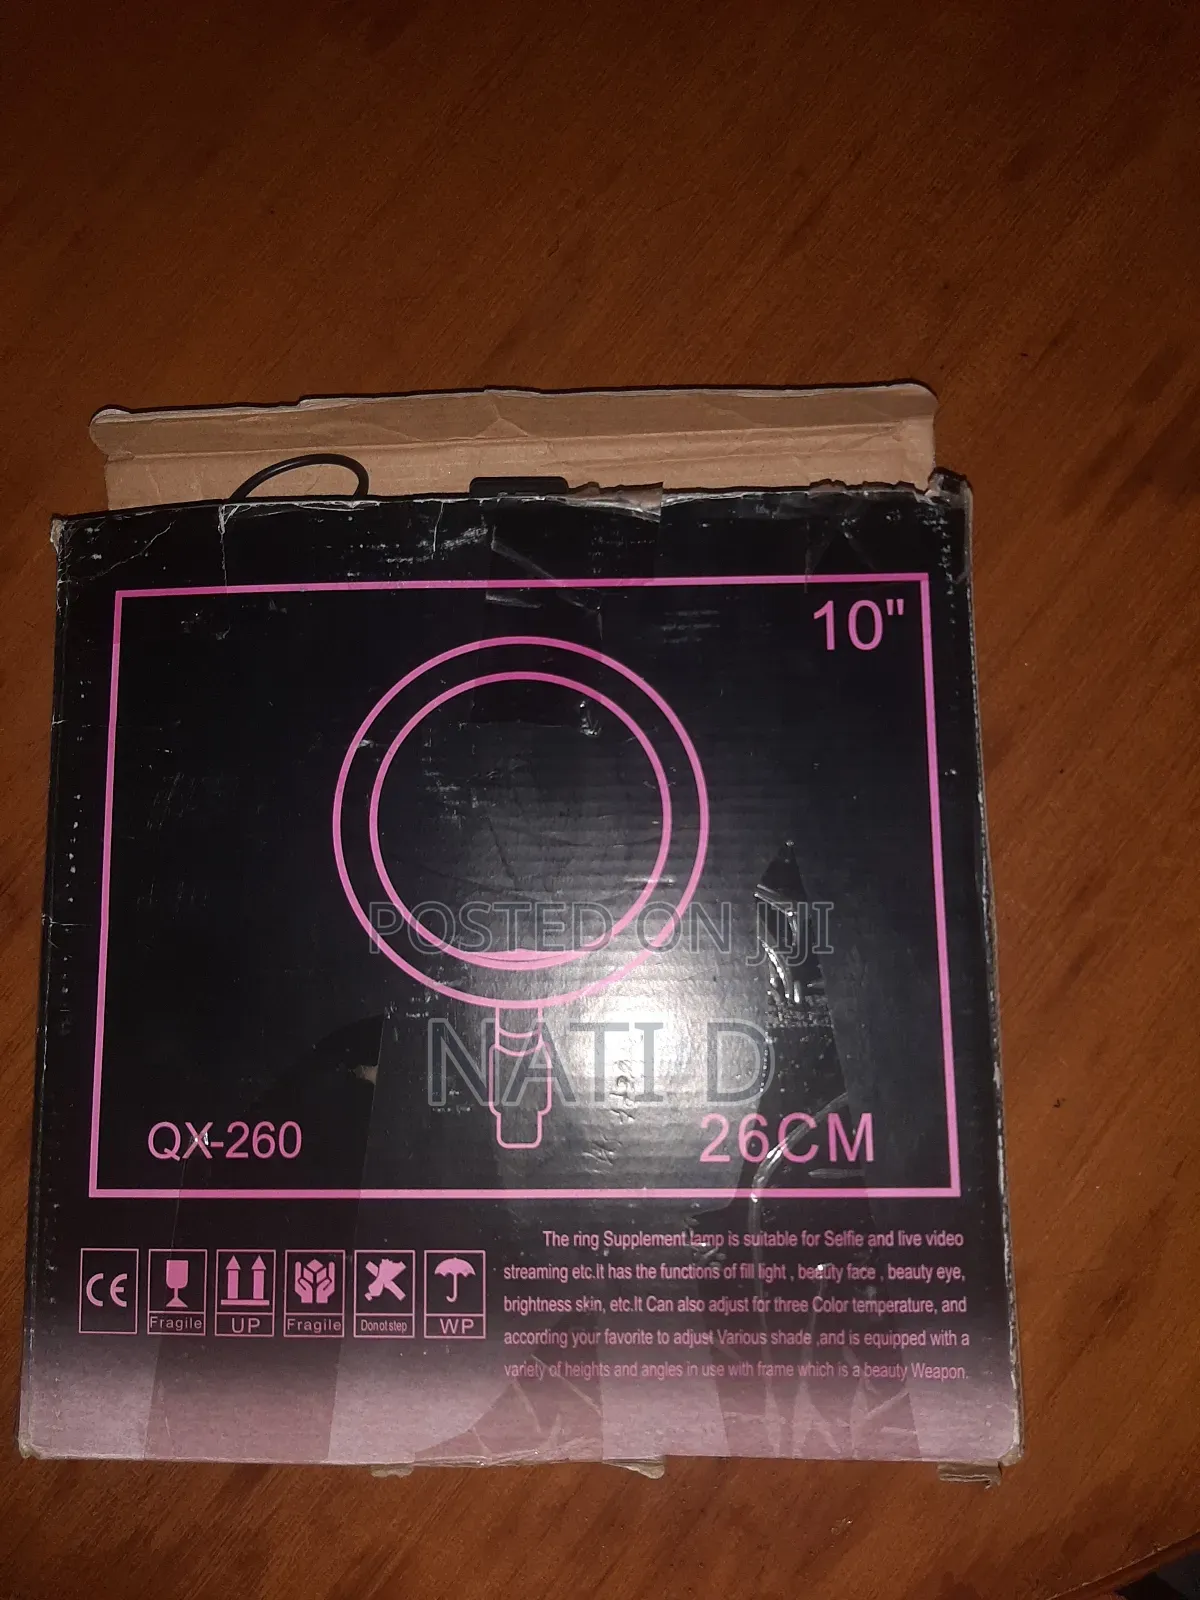 10"
POSTED ON JIJI
NATI D
QX-260
26CM
The ring Supplement lamp is suitable for Selfie and live video
streaming etc.It has the functions of fill light , beauty face , beauty eye,
brightness skin, etc.It Can also adjust for three Color temperature, and
according your favorite to adjust Various shade ,and is equipped with a
variety of heights and angles in use with frame which is a beauty Weapon.
CE
Fragile
UP
Fragile
Donotstep
WP